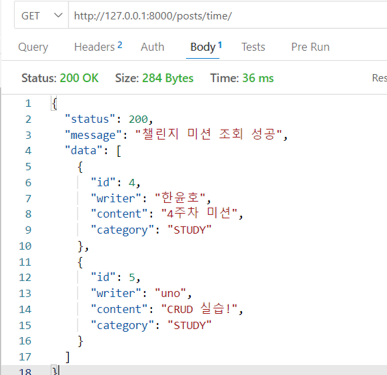 GET http://127.0.0.1:8000/posts/time/
Query Headers 2 Auth Body 1 Tests Pre Run
Status: 200 OK Size: 284 Bytes Time: 36 ms Res
1 {
2 "status": 200,
3 "message": "챌린지 미션 조회 성공",
4 "data": [
5 {
6 "id": 4,
7 "writer": "한윤호",
8 "content": "4주차 미션",
9 "category": "STUDY"
10 },
11 {
12 "id": 5,
13 "writer": "uno",
14 "content": "CRUD 실습!",
15 "category": "STUDY"
16 }
17 ]
18 }